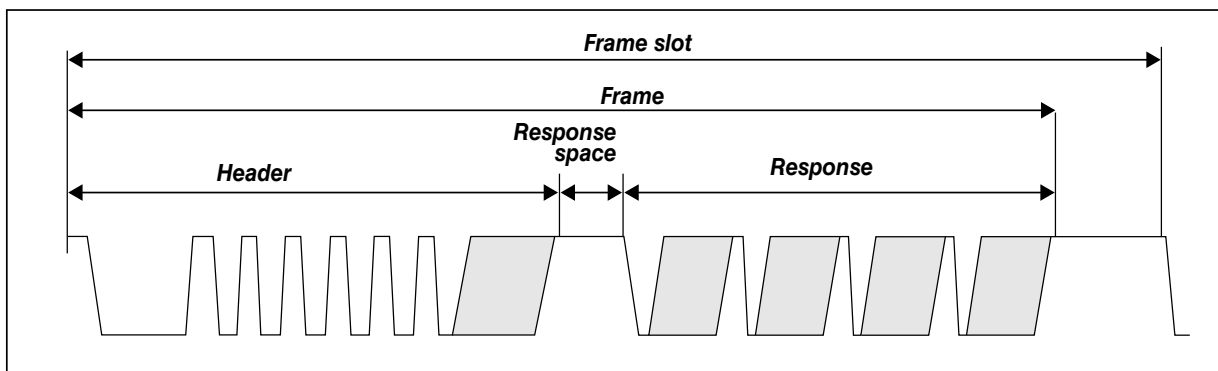 Frame slot
Frame
Response
space
Header
Response